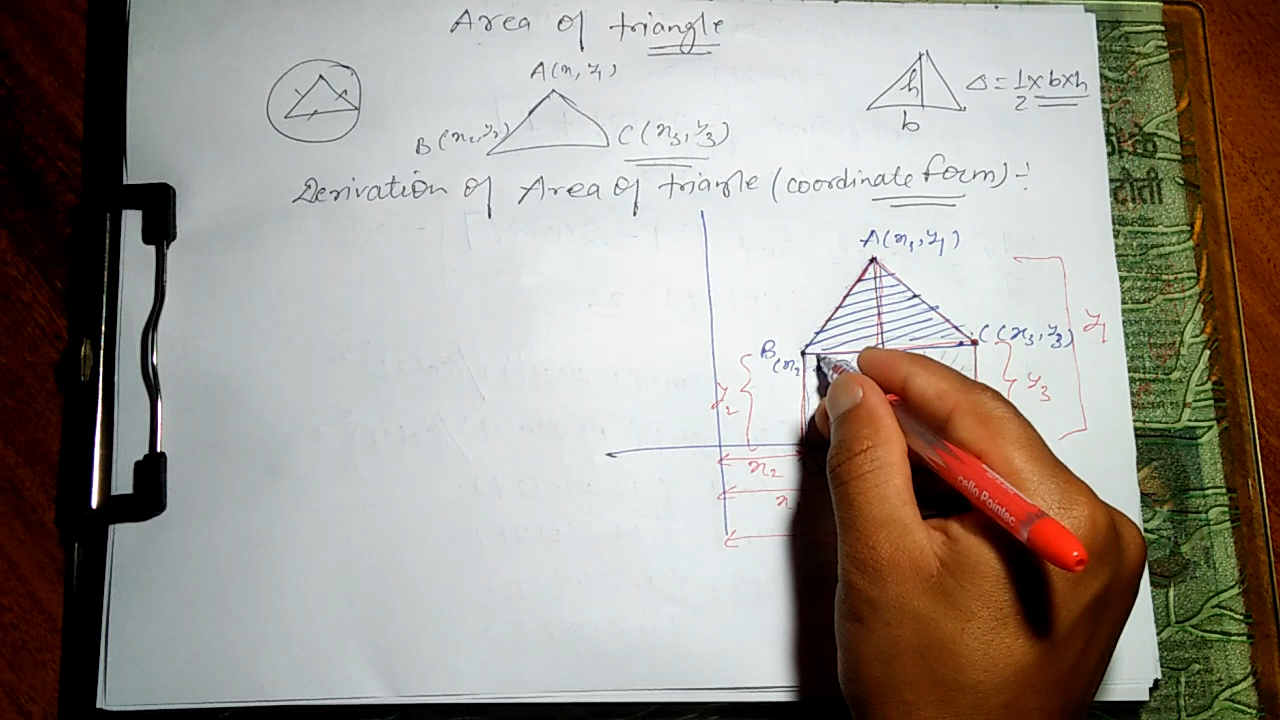 Area of triangle
A(x, y1)
B(x2, y2)
C(x3, y3)
h
b
Δ = 1/2 × b × h
Derivation of Area of triangle (coordinate form) :-
A(x1, y1)
B(x2
C(x3, y3)
y1
y2
y3
x2
x
cello Pointec